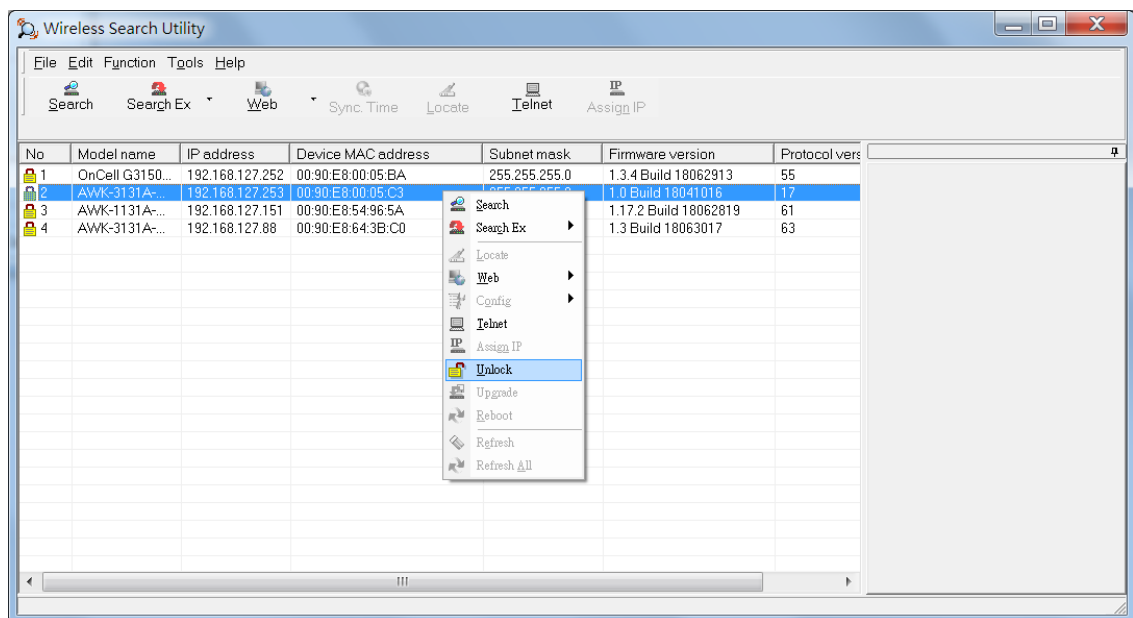 Wireless Search Utility
File Edit Function Tools Help
Search Search Ex Web Sync. Time Locate Telnet Assign IP
No Model name IP address Device MAC address Subnet mask Firmware version Protocol vers
1 OnCell G3150... 192.168.127.252 00:90:E8:00:05:BA 255.255.255.0 1.3.4 Build 18062913 55
2 AWK-3131A-... 192.168.127.253 00:90:E8:00:05:C3 255.255.255.0 1.0 Build 18041016 17
3 AWK-1131A-... 192.168.127.151 00:90:E8:54:96:5A 1.17.2 Build 18062819 61
4 AWK-3131A-... 192.168.127.88 00:90:E8:64:3B:C0 1.3 Build 18063017 63
Search
Search Ex
Locate
Web
Config
Telnet
IP Assign IP
Unlock
Upgrade
Reboot
Refresh
Refresh All